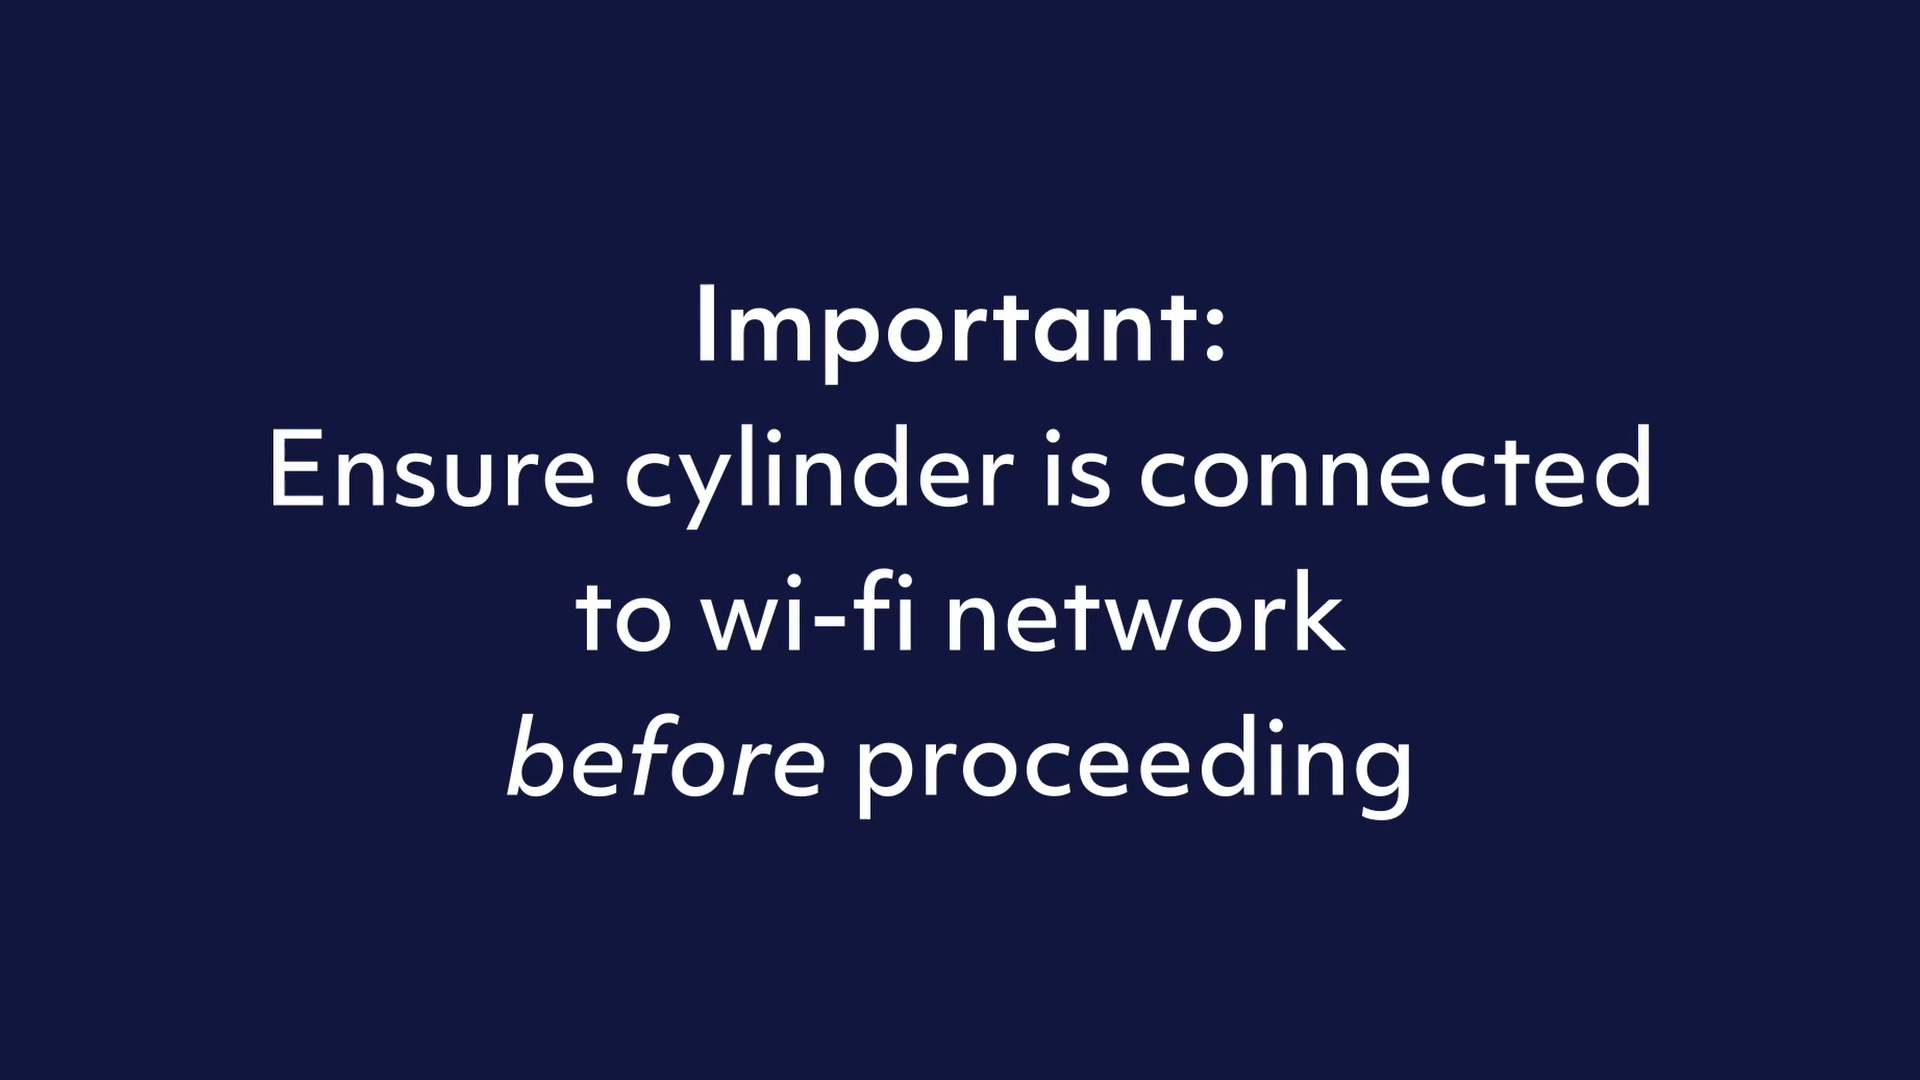 Important:
Ensure cylinder is connected
to wi-fi network
before proceeding